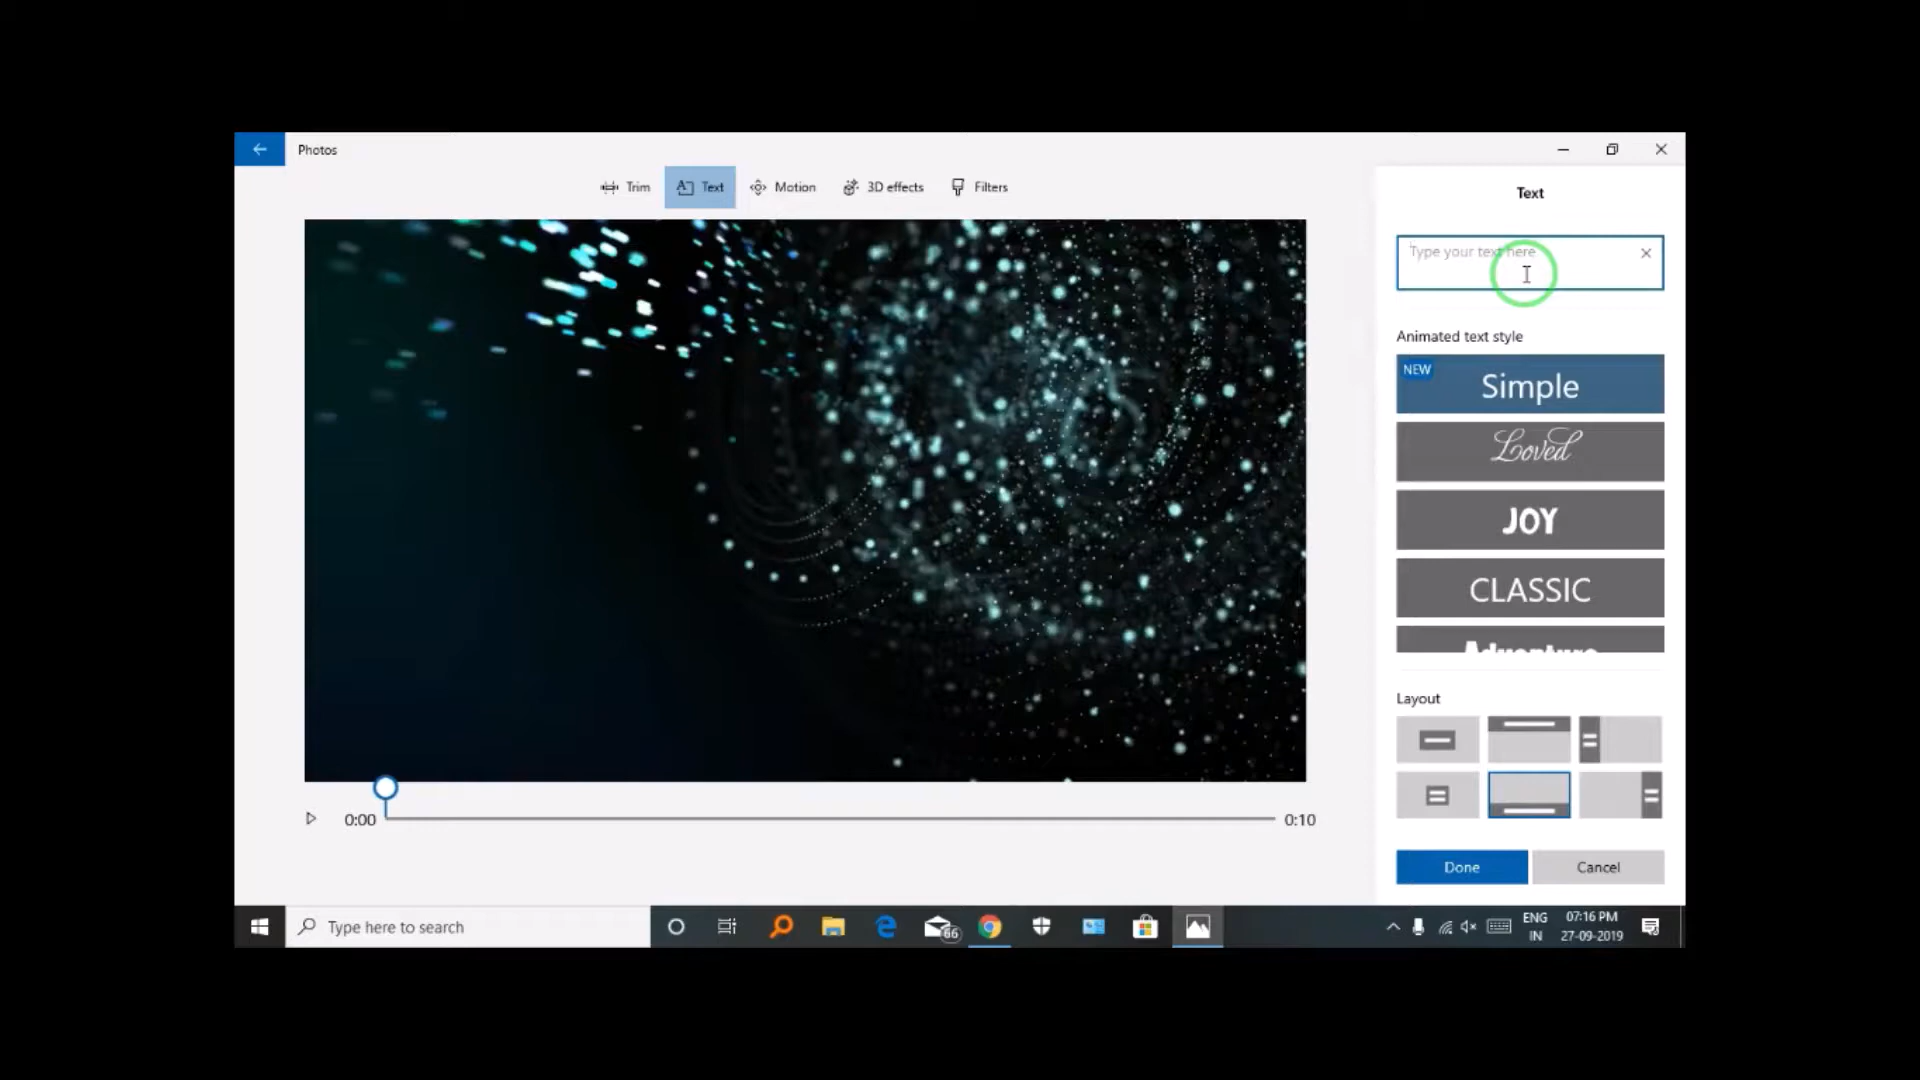 Photos
Trim
Text
Motion
3D effects
Filters
Text
Type your text here
Animated text style
NEW
Simple
Loved
JOY
CLASSIC
Adventure
Layout
0:00
0:10
Done
Cancel
Type here to search
66
ENG
IN
07:16 PM
27-09-2019